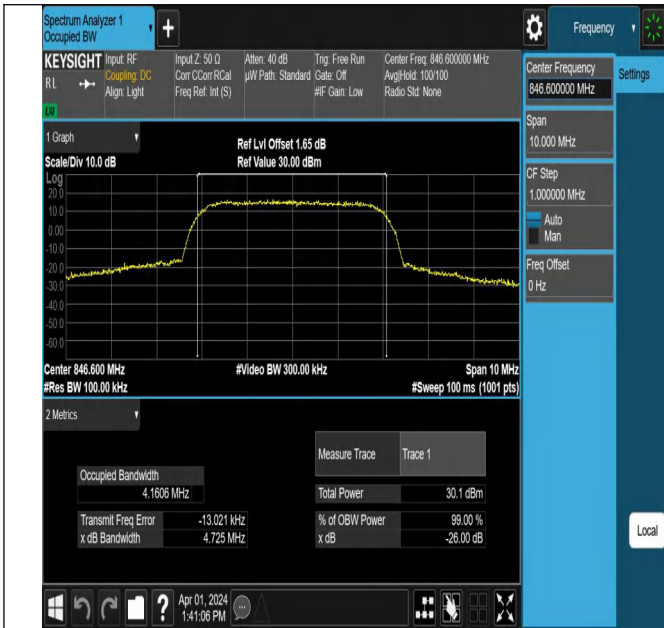 Spectrum Analyzer 1
Occupied BW
Frequency
KEYSIGHT
RL
LXI
Input: RF
Coupling: DC
Align: Light
Input Z: 50 Ω
Corr CCorr RCal
Freq Ref: Int (S)
Atten: 40 dB
µW Path: Standard
Trig: Free Run
Gate: Off
#IF Gain: Low
Center Freq: 846.600000 MHz
Avg|Hold: 100/100
Radio Std: None
Center Frequency
846.600000 MHz
Settings
Span
10.000 MHz
CF Step
1.000000 MHz
Auto
Man
Freq Offset
0 Hz
Local
1 Graph
Scale/Div 10.0 dB
Ref Lvl Offset 1.65 dB
Ref Value 30.00 dBm
Log
20.0
10.0
0.00
-10.0
-20.0
-30.0
-40.0
-50.0
-60.0
Center 846.600 MHz
#Video BW 300.00 kHz
Span 10 MHz
#Res BW 100.00 kHz
#Sweep 100 ms (1001 pts)
2 Metrics
Measure Trace Trace 1
Occupied Bandwidth
4.1606 MHz
Total Power 30.1 dBm
Transmit Freq Error -13.021 kHz
% of OBW Power 99.00 %
x dB Bandwidth 4.725 MHz
x dB -26.00 dB
Apr 01, 2024
1:41:06 PM